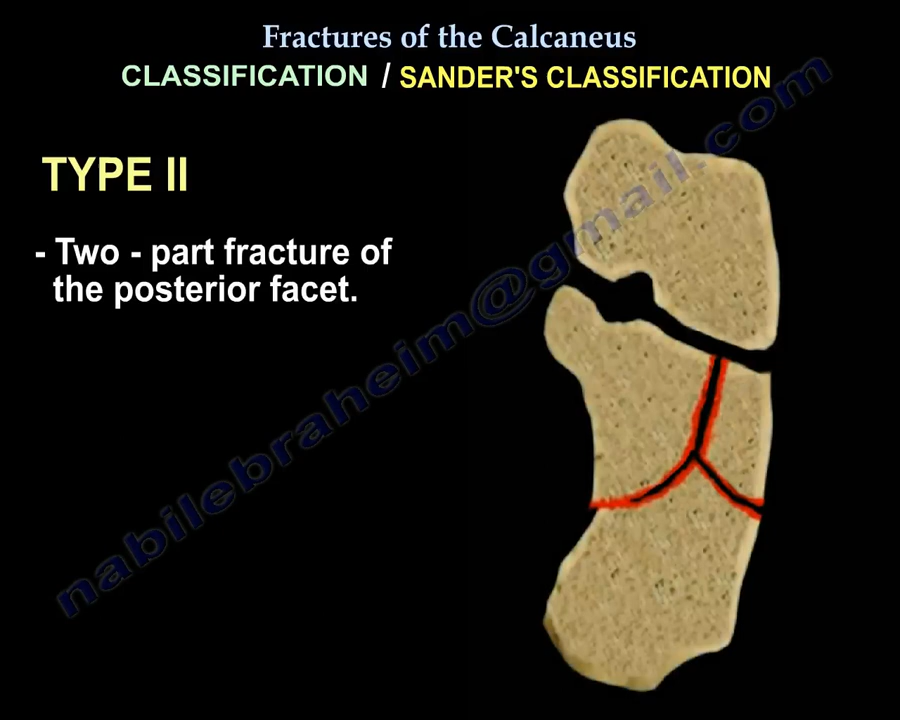 Fractures of the Calcaneus
CLASSIFICATION / SANDER'S CLASSIFICATION
TYPE II
- Two - part fracture of
the posterior facet.
nabilebraheim@gmail.com